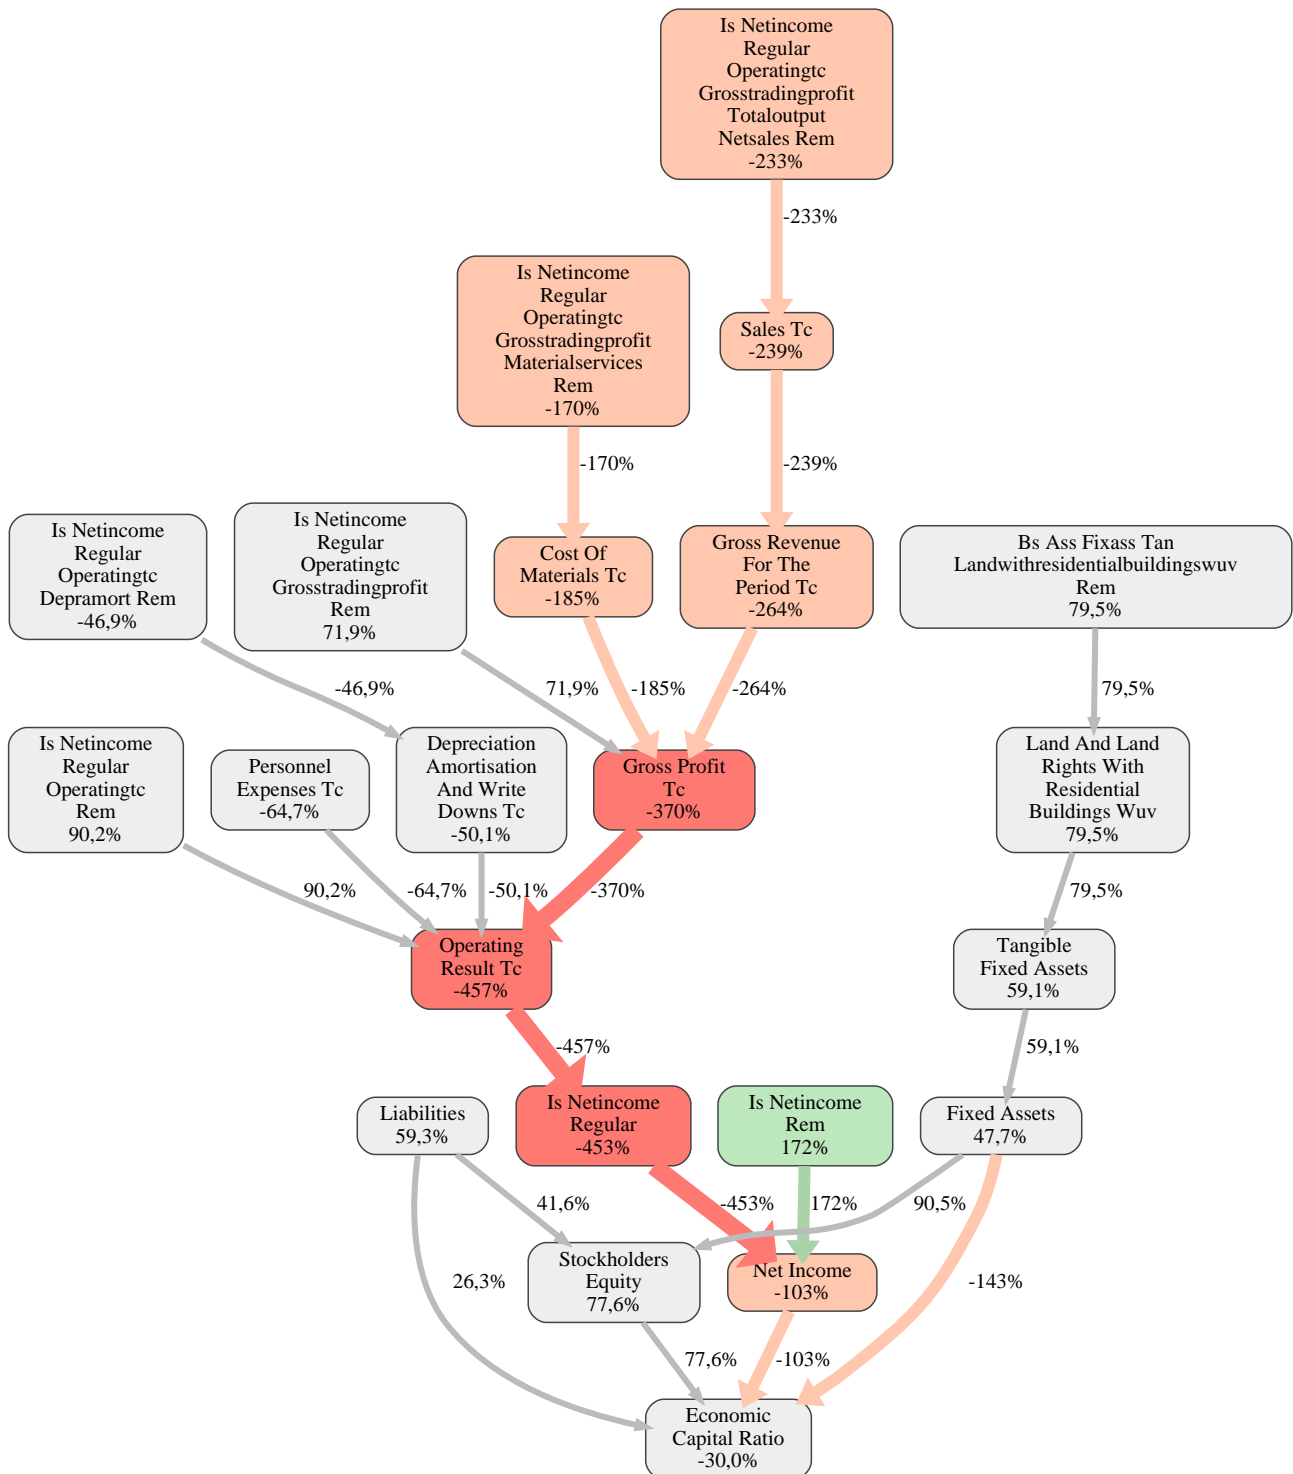 Is Netincome
Regular
Operatingtc
Grosstradingprofit
Totaloutput
Netsales Rem
-233%
-233%
Is Netincome
Regular
Operatingtc
Grosstradingprofit
Materialservices
Rem
-170%
Sales Tc
-239%
-170%
-239%
Is Netincome
Regular
Operatingtc
Depramort Rem
-46,9%
Is Netincome
Regular
Operatingtc
Grosstradingprofit
Rem
71,9%
Cost Of
Materials Tc
-185%
Gross Revenue
For The
Period Tc
-264%
Bs Ass Fixass Tan
Landwithresidentialbuildingswuv
Rem
79,5%
-46,9%
71,9%
-185%
-264%
79,5%
Is Netincome
Regular
Operatingtc
Rem
90,2%
Personnel
Expenses Tc
-64,7%
Depreciation
Amortisation
And Write
Downs Tc
-50,1%
Gross Profit
Tc
-370%
Land And Land
Rights With
Residential
Buildings Wuv
79,5%
90,2%
-64,7%
-50,1%
-370%
79,5%
Operating
Result Tc
-457%
Tangible
Fixed Assets
59,1%
-457%
59,1%
Liabilities
59,3%
Is Netincome
Regular
-453%
Is Netincome
Rem
172%
Fixed Assets
47,7%
41,6%
-453%
172%
90,5%
Stockholders
Equity
77,6%
Net Income
-103%
26,3%
-143%
77,6%
-103%
Economic
Capital Ratio
-30,0%